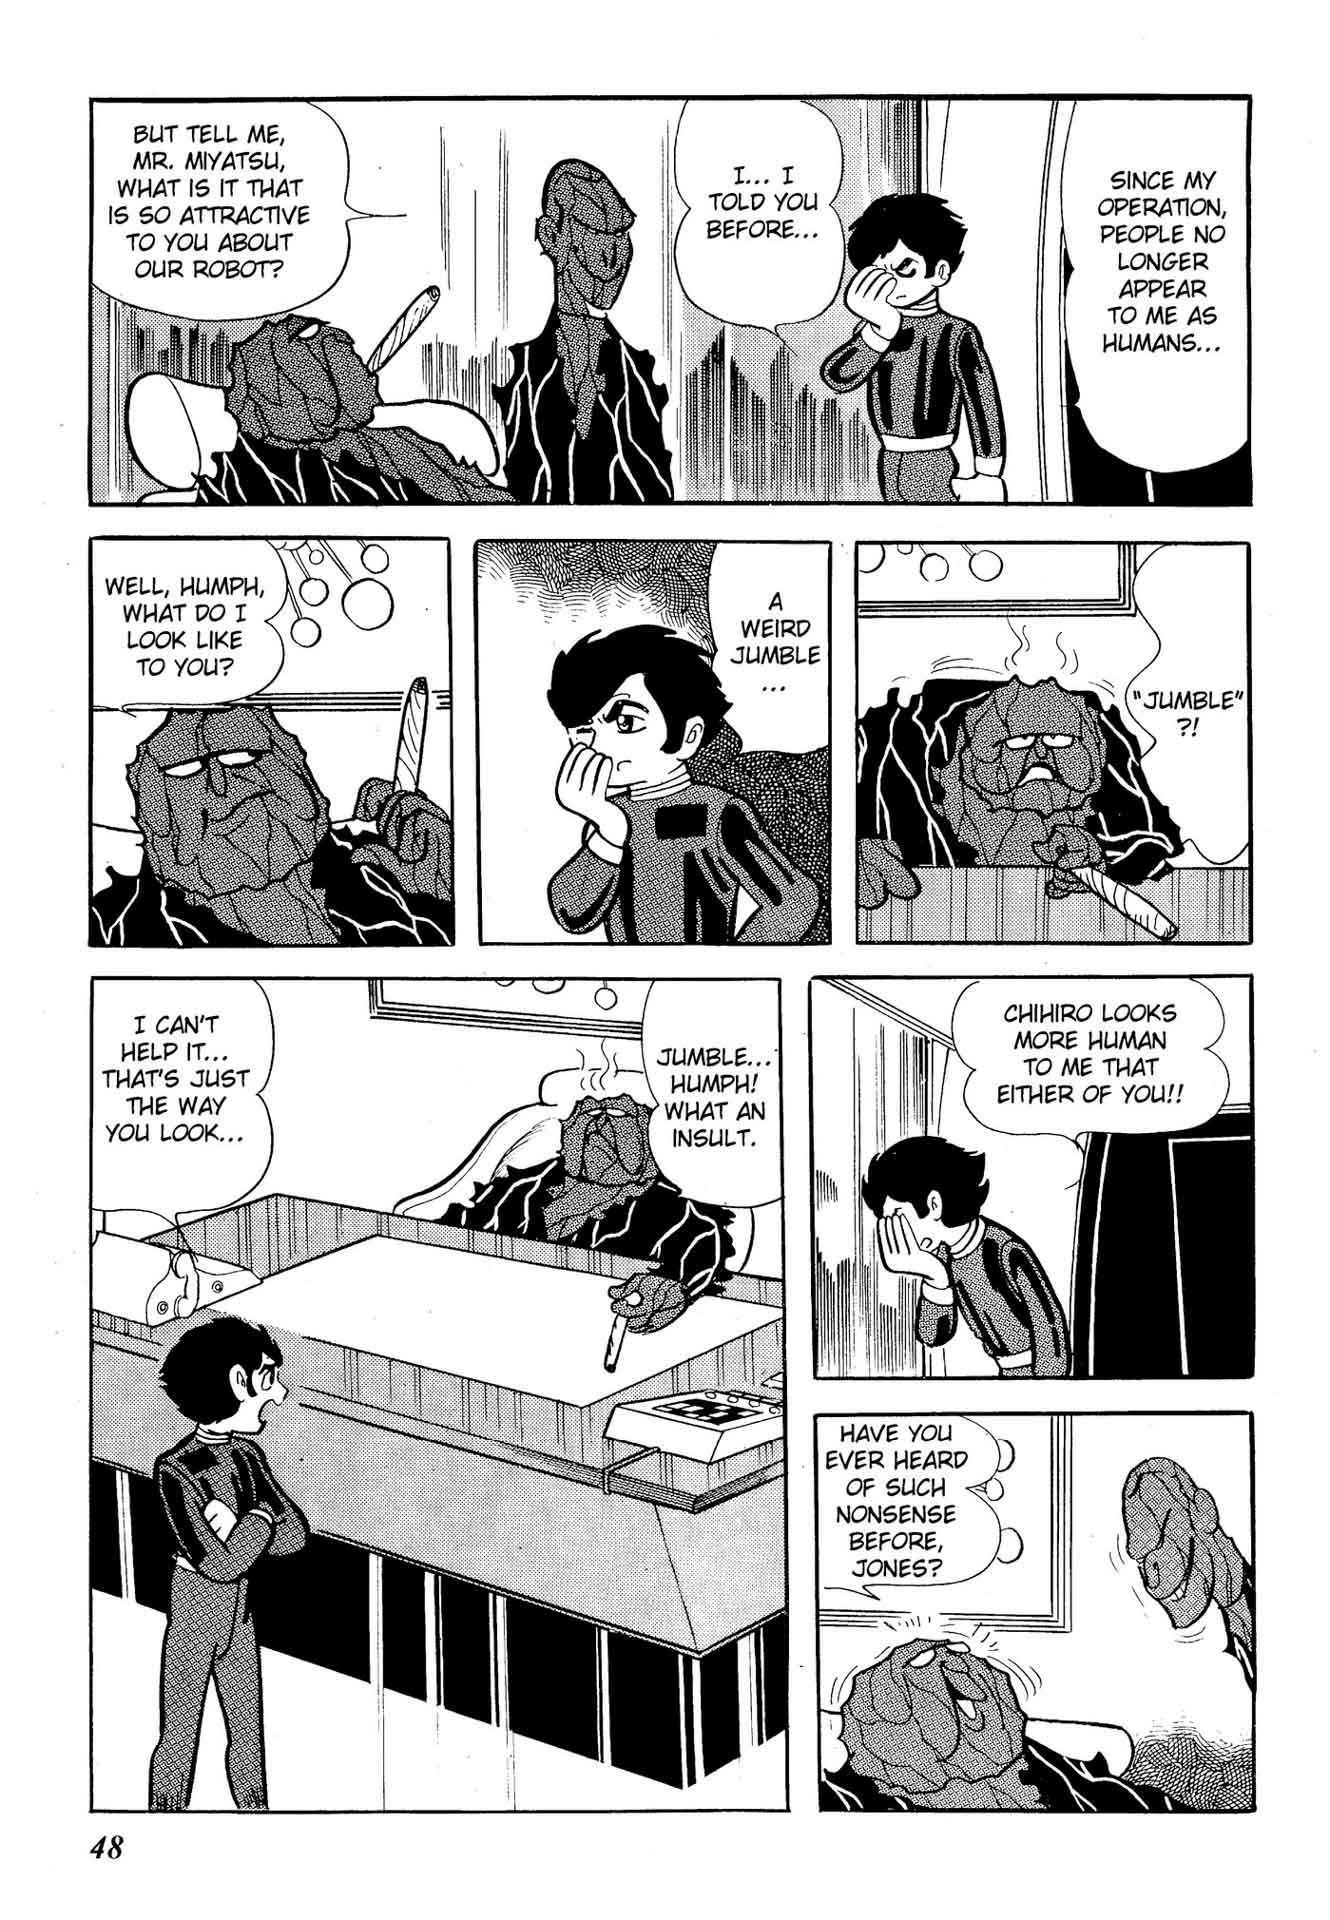 BUT TELL ME,
MR. MIYATSU,
WHAT IS IT THAT
IS SO ATTRACTIVE
TO YOU ABOUT
OUR ROBOT?
I... I
TOLD YOU
BEFORE...
SINCE MY
OPERATION,
PEOPLE NO
LONGER
APPEAR
TO ME AS
HUMANS...
WELL, HUMPH,
WHAT DO I
LOOK LIKE
TO YOU?
A
WEIRD
JUMBLE
...
"JUMBLE"
?!
I CAN'T
HELP IT...
THAT'S JUST
THE WAY
YOU LOOK...
JUMBLE...
HUMPH!
WHAT AN
INSULT.
CHIHIRO LOOKS
MORE HUMAN
TO ME THAT
EITHER OF YOU!!
HAVE YOU
EVER HEARD
OF SUCH
NONSENSE
BEFORE,
JONES?
48